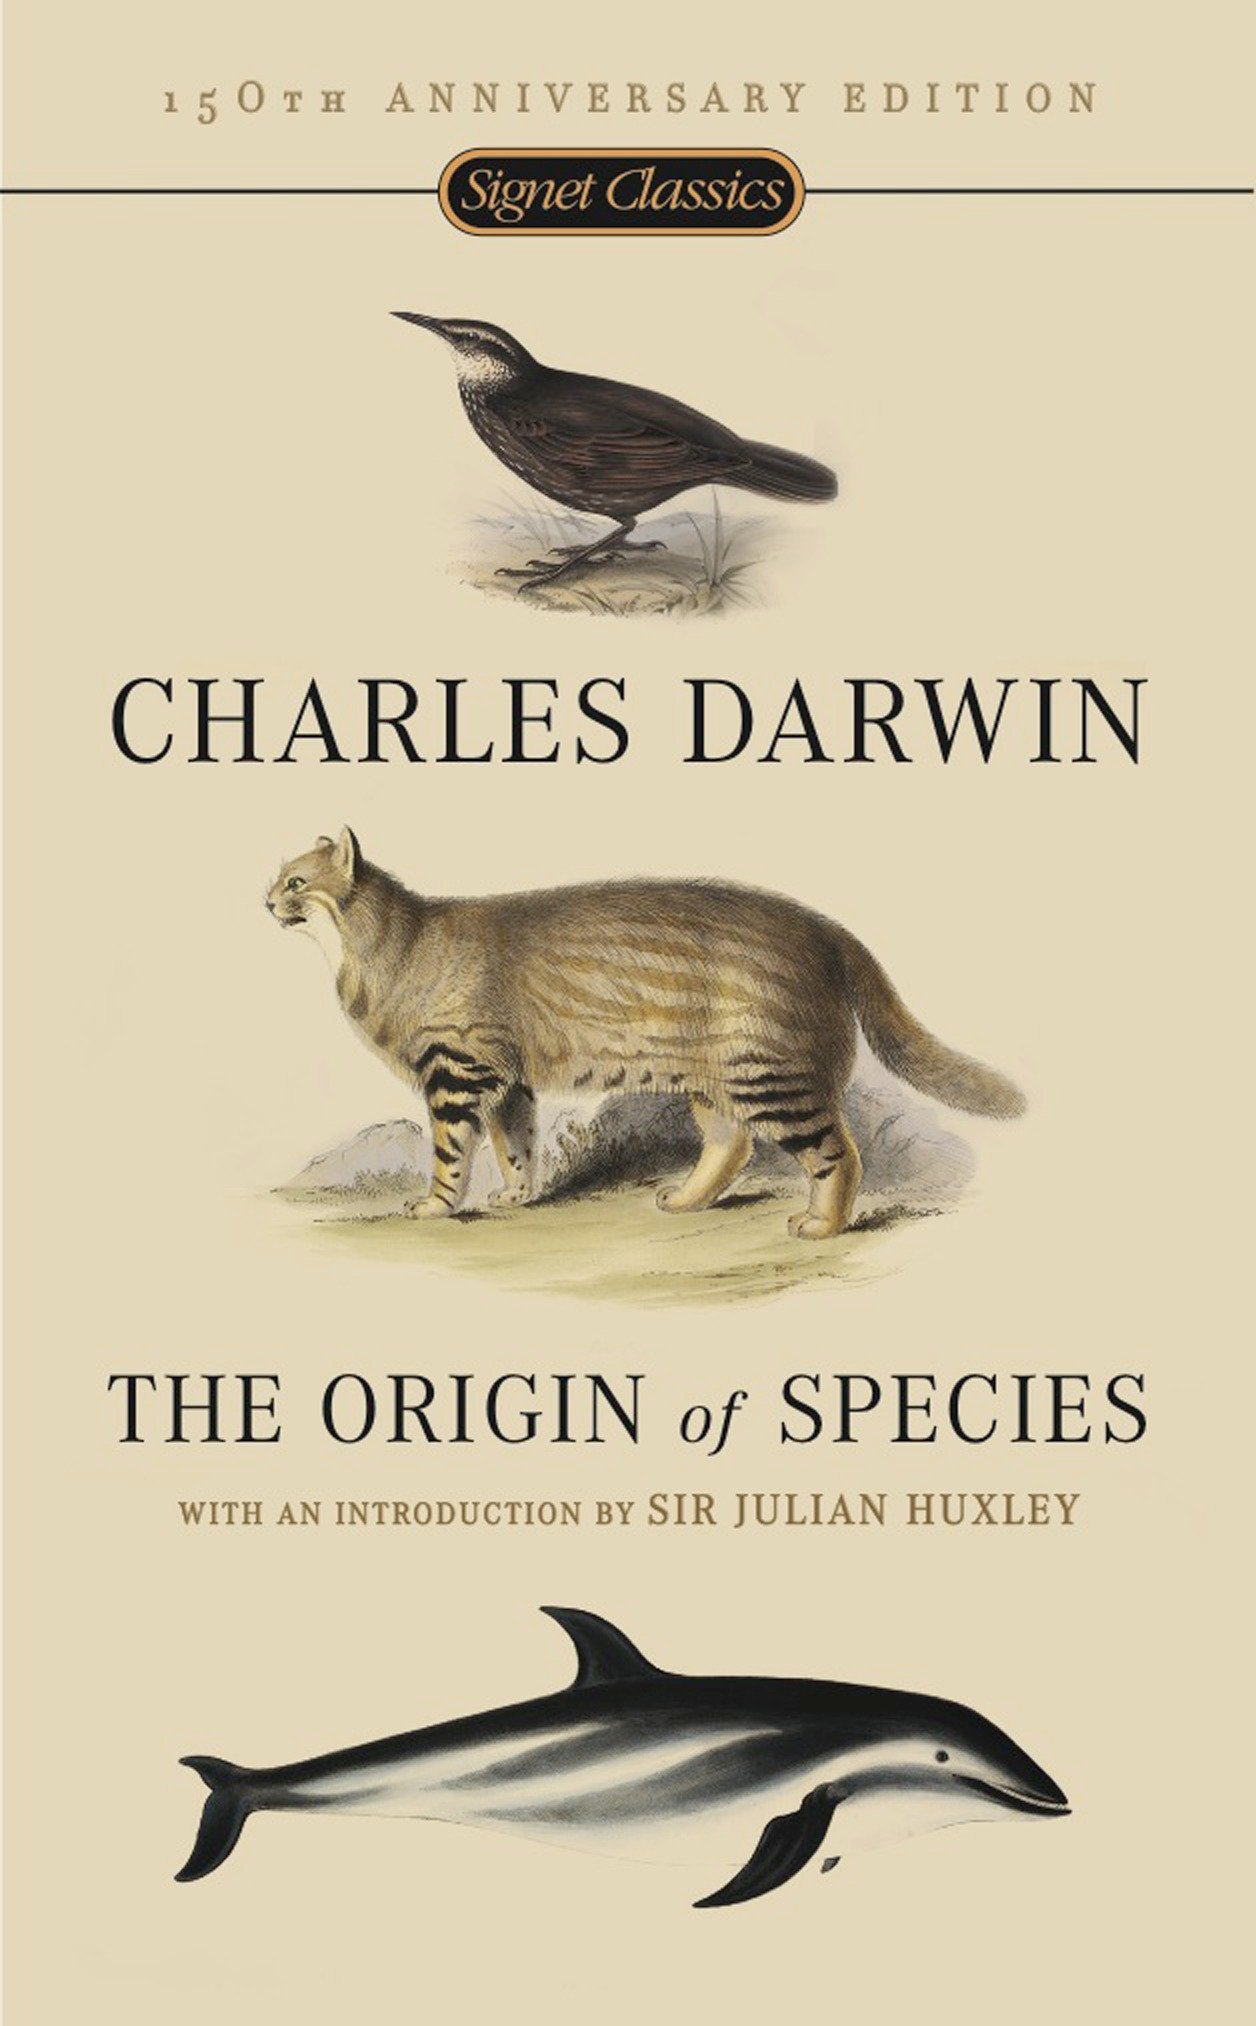 150TH ANNIVERSARY EDITION
Signet Classics
CHARLES DARWIN
THE ORIGIN of SPECIES
WITH AN INTRODUCTION BY SIR JULIAN HUXLEY